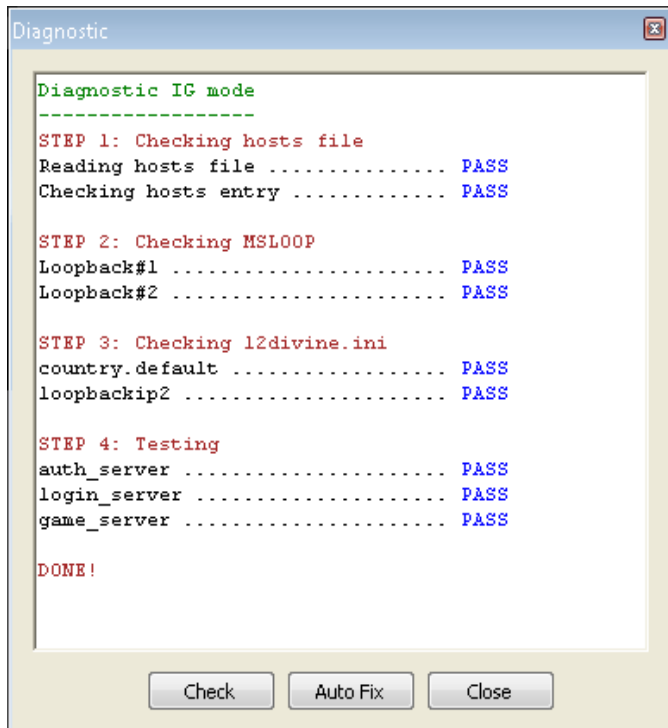 Diagnostic
Diagnostic IG mode
------------------
STEP 1: Checking hosts file
Reading hosts file ............... PASS
Checking hosts entry ............. PASS
STEP 2: Checking MSLOOP
Loopback#1 ....................... PASS
Loopback#2 ....................... PASS
STEP 3: Checking l2divine.ini
country.default .................. PASS
loopbackip2 ...................... PASS
STEP 4: Testing
auth_server ...................... PASS
login_server ..................... PASS
game_server ...................... PASS
DONE!
Check Auto Fix Close